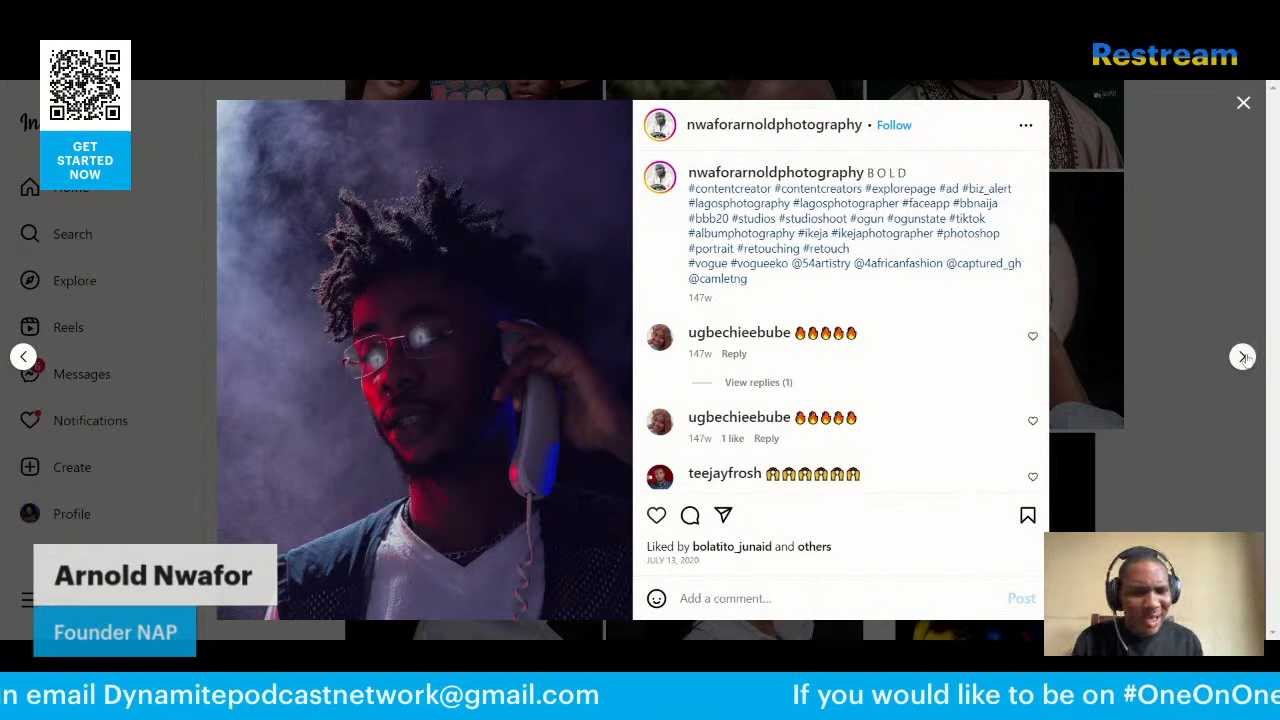 Restream
GET
STARTED
NOW
Home
Search
Explore
Reels
Messages
Notifications
Create
Profile
nwaforarnoldphotography • Follow
nwaforarnoldphotography B O L D
#contentcreator #contentcreators #explorepage #ad #biz_alert
#lagosphotography #lagosphotographer #faceapp #bbnaija
#bbb20 #studios #studioshoot #ogun #ogunstate #tiktok
#albumphotography #ikeja #ikejaphotographer #photoshop
#portrait #retouching #retouch
#vogue #vogueeko @54artistry @4africanfashion @captured_gh
@camletng
147w
ugbechieebube 🔥🔥🔥🔥🔥
147w Reply
View replies (1)
ugbechieebube 🔥🔥🔥🔥🔥
147w 1 like Reply
teejayfrosh
Liked by bolatito_junaid and others
JULY 13, 2020
Add a comment... Post
Arnold Nwafor
Founder NAP
n email Dynamitepodcastnetwork@gmail.com If you would like to be on #OneOnOne